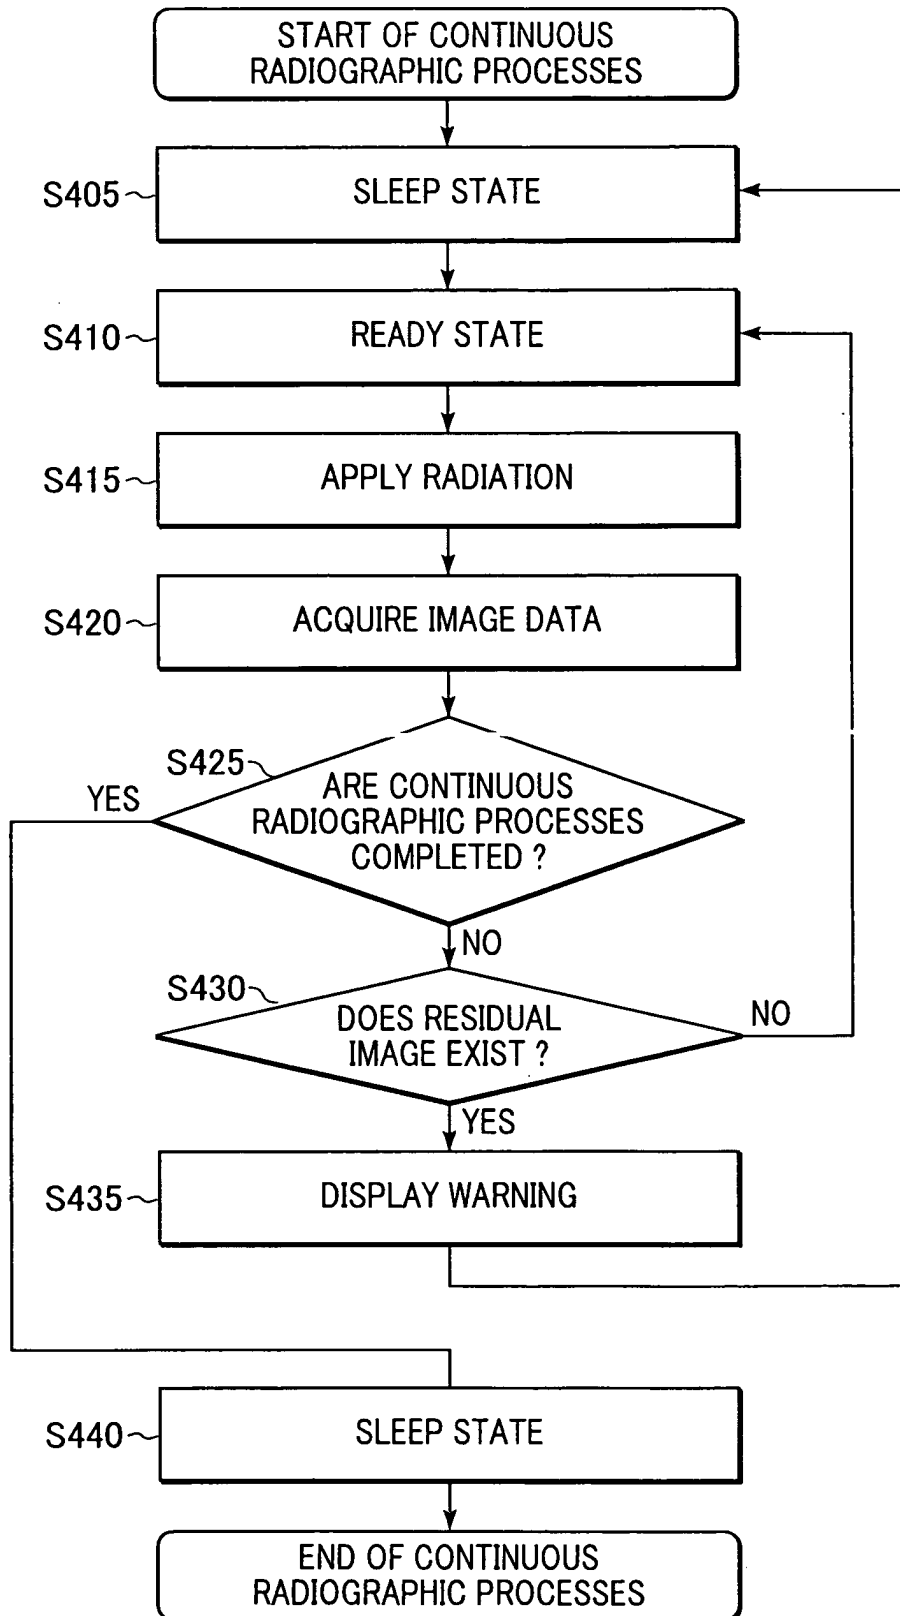 START OF CONTINUOUS
RADIOGRAPHIC PROCESSES
S405
SLEEP STATE
S410
READY STATE
S415
APPLY RADIATION
S420
ACQUIRE IMAGE DATA
S425
YES
ARE CONTINUOUS
RADIOGRAPHIC PROCESSES
COMPLETED ?
NO
S430
DOES RESIDUAL
IMAGE EXIST ?
NO
YES
S435
DISPLAY WARNING
S440
SLEEP STATE
END OF CONTINUOUS
RADIOGRAPHIC PROCESSES